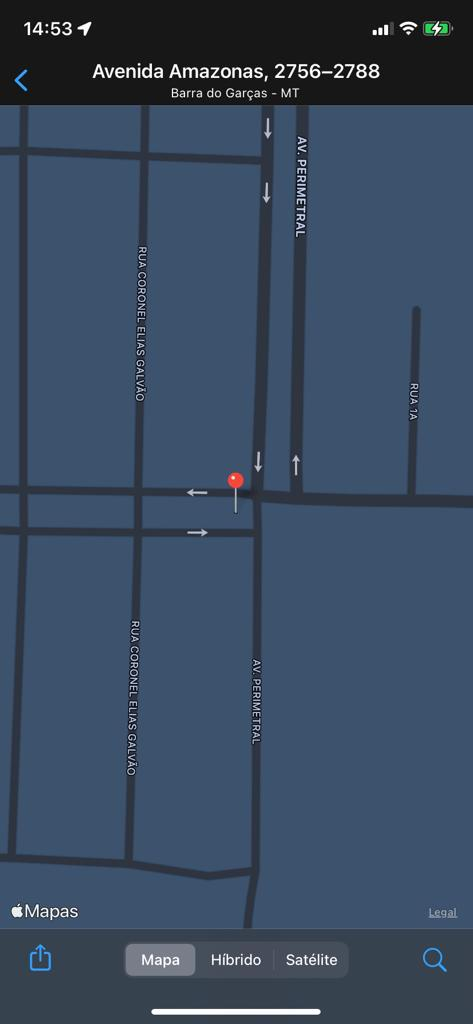 14:53
Avenida Amazonas, 2756–2788
Barra do Garças - MT
AV. PERIMETRAL
RUA CORONEL ELIAS GALVÃO
RUA 1A
RUA CORONEL ELIAS GALVÃO
AV. PERIMETRAL
Mapas
Legal
Mapa
Híbrido
Satélite